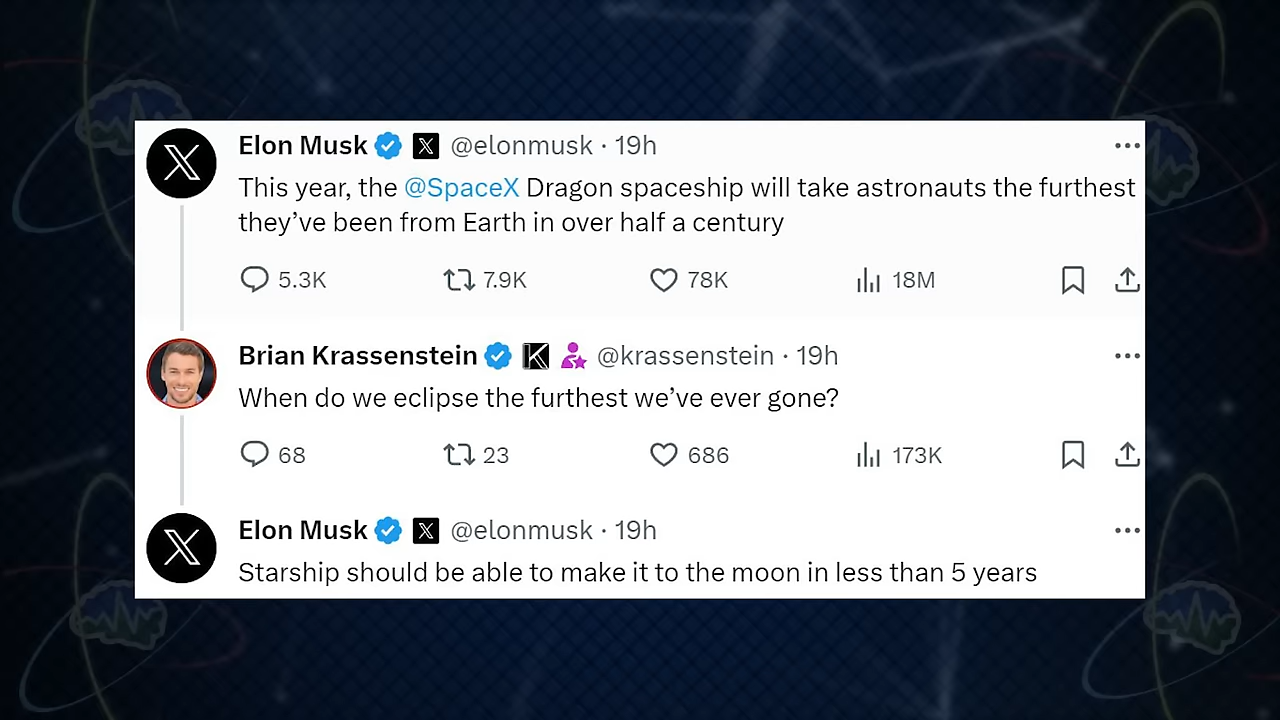 Elon Musk @elonmusk · 19h
This year, the @SpaceX Dragon spaceship will take astronauts the furthest
they’ve been from Earth in over half a century
5.3K 7.9K 78K 18M
Brian Krassenstein @krassenstein · 19h
When do we eclipse the furthest we’ve ever gone?
68 23 686 173K
Elon Musk @elonmusk · 19h
Starship should be able to make it to the moon in less than 5 years